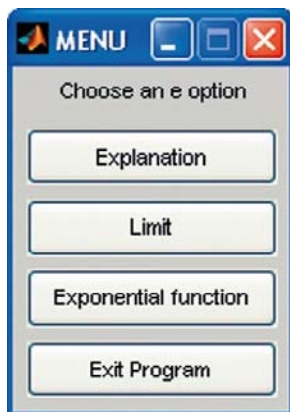 MENU
Choose an e option
Explanation
Limit
Exponential function
Exit Program